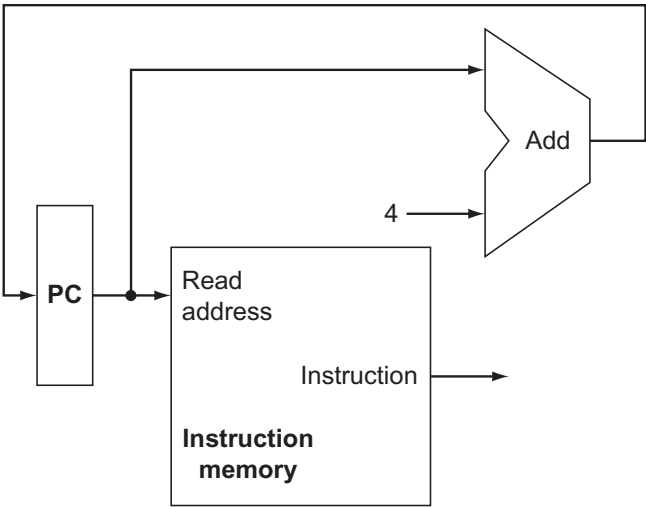 Add
4
PC
Read
address
Instruction
Instruction
memory